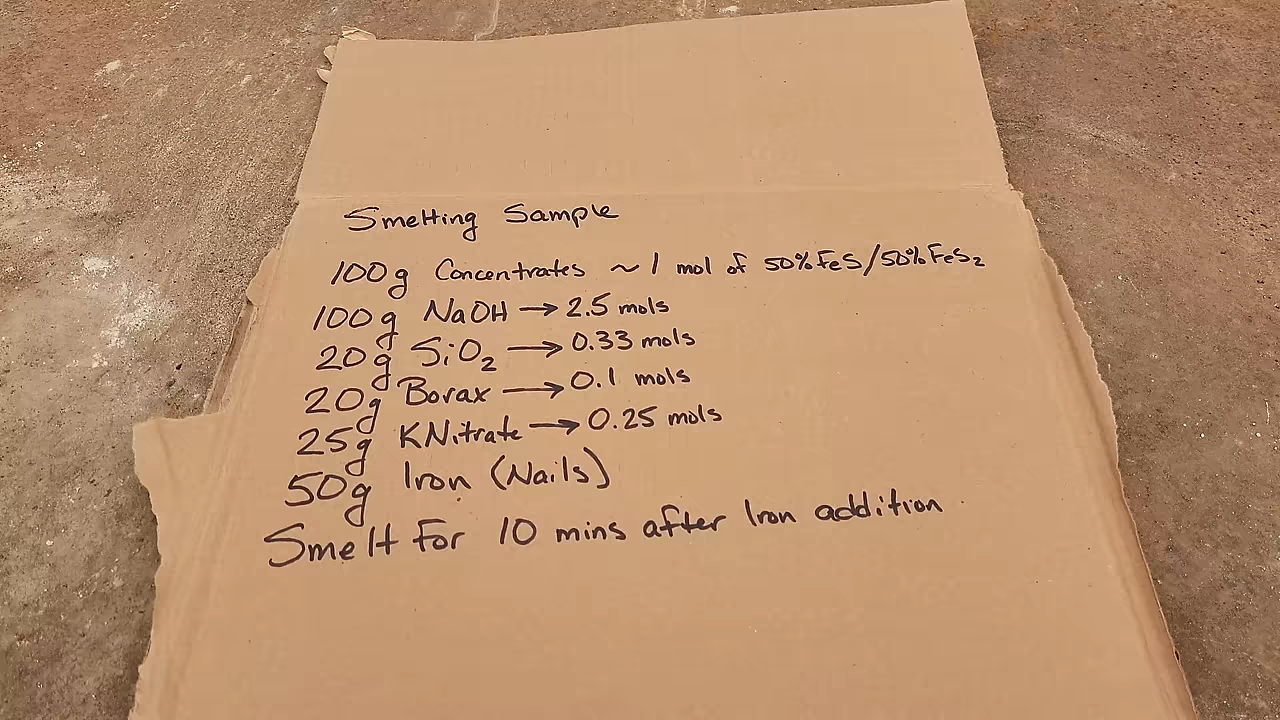 Smelting Sample
100g Concentrates ~ 1 mol of 50% FeS/50% FeS₂
100g NaOH → 2.5 mols
20g SiO₂ → 0.33 mols
20g Borax → 0.1 mols
25g KNitrate → 0.25 mols
50g Iron (Nails)
Smelt for 10 mins after Iron addition